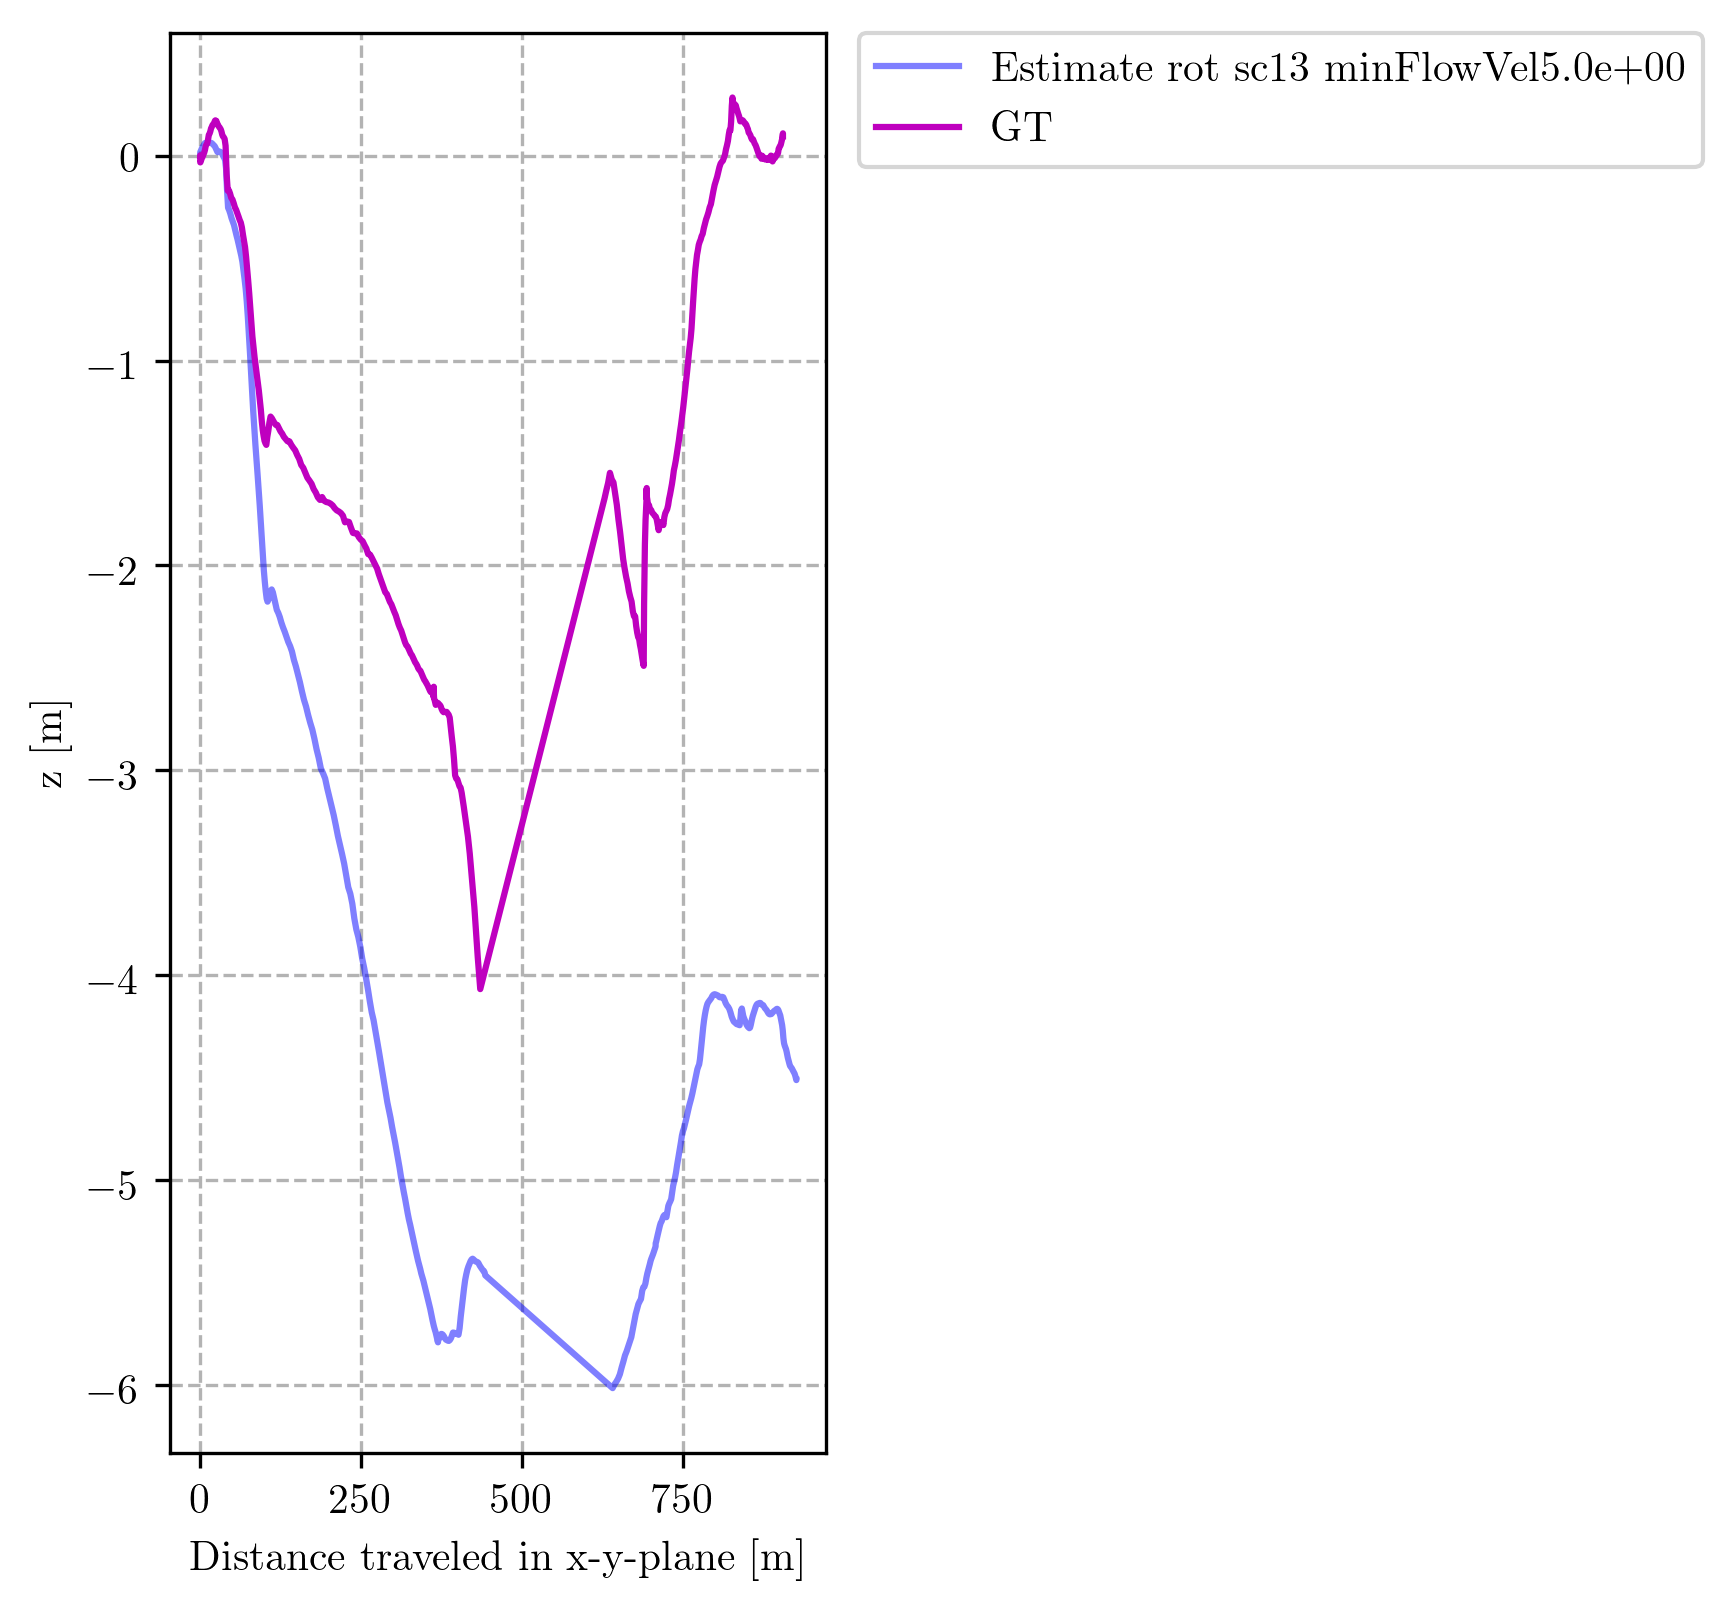 Estimate rot sc13 minFlowVel5.0e+00
GT
0
−1
−2
−3
−4
−5
−6
z [m]
0 250 500 750
Distance traveled in x-y-plane [m]